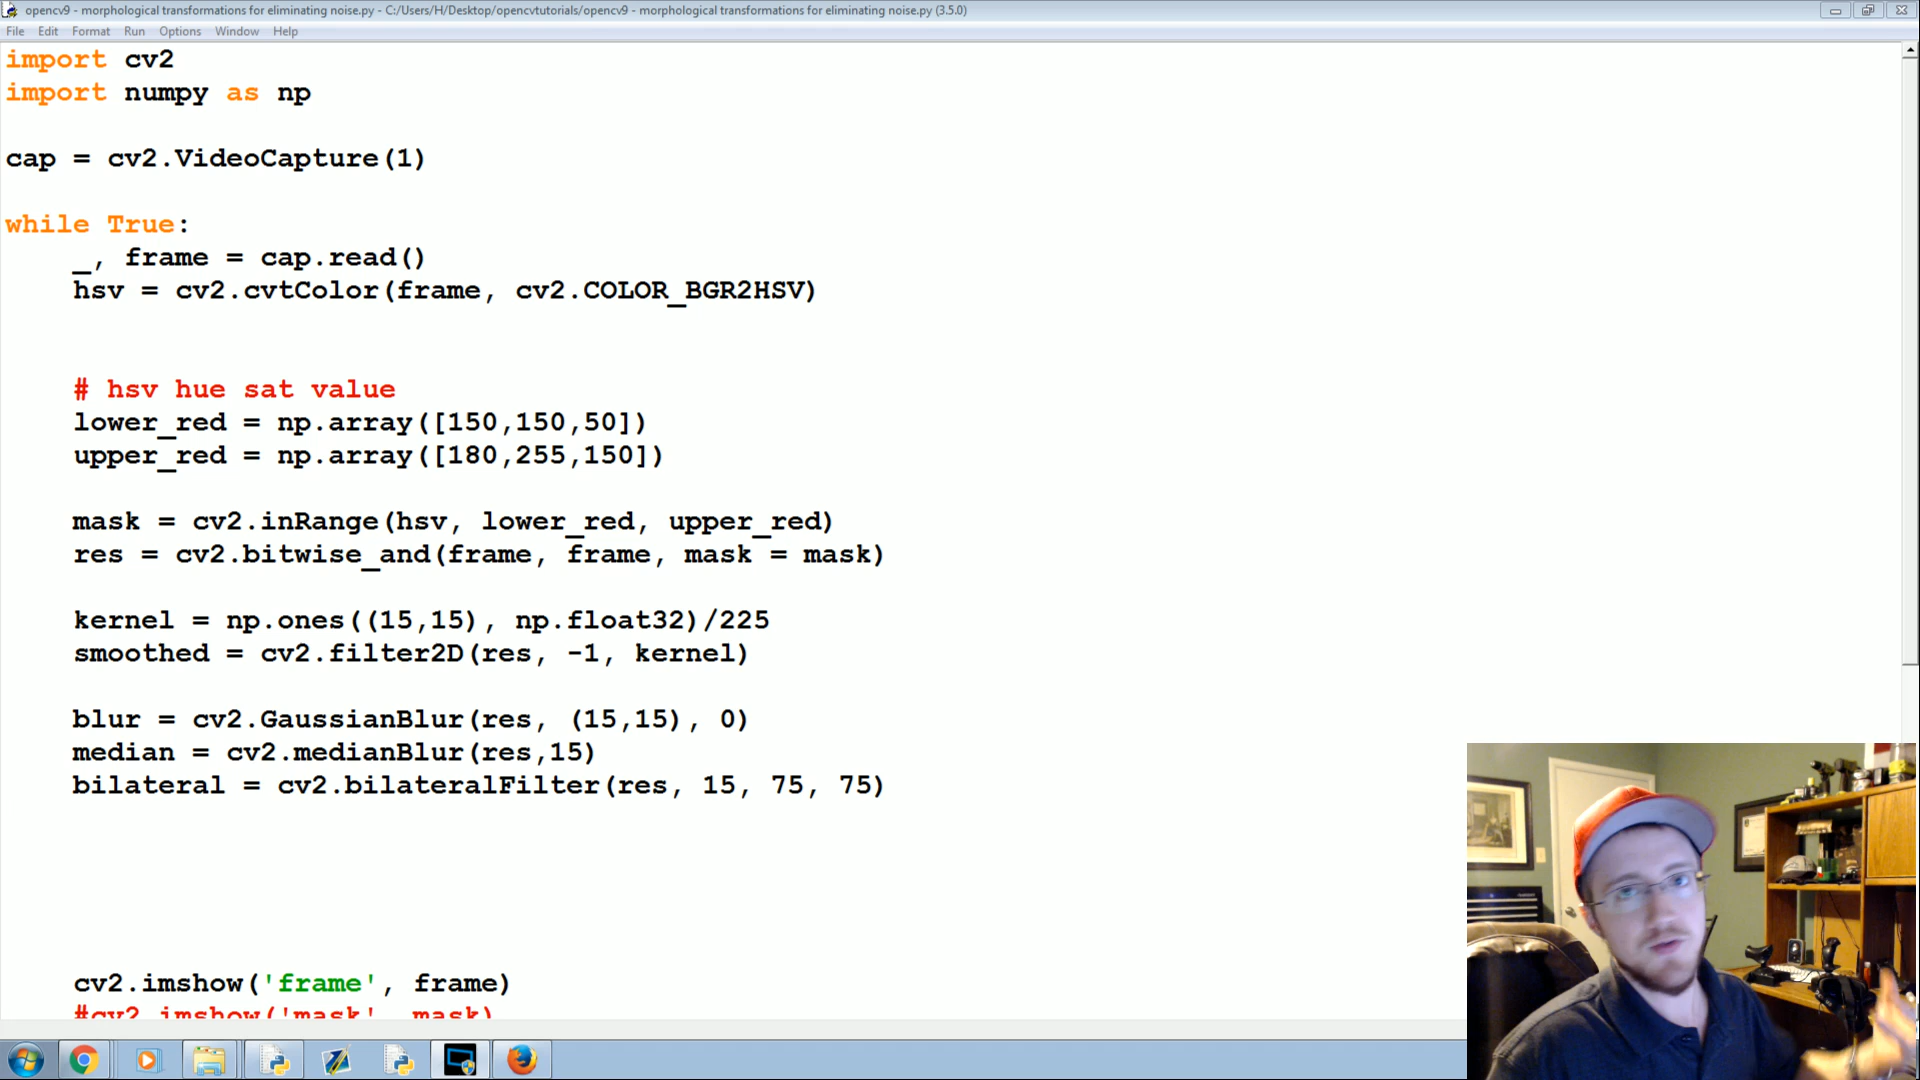 opencv9 - morphological transformations for eliminating noise.py - C:/Users/H/Desktop/opencvtutorials/opencv9 - morphological transformations for eliminating noise.py (3.5.0)
File Edit Format Run Options Window Help
import cv2
import numpy as np
cap = cv2.VideoCapture(1)
while True:
    _, frame = cap.read()
    hsv = cv2.cvtColor(frame, cv2.COLOR_BGR2HSV)
    # hsv hue sat value
    lower_red = np.array([150,150,50])
    upper_red = np.array([180,255,150])
    mask = cv2.inRange(hsv, lower_red, upper_red)
    res = cv2.bitwise_and(frame, frame, mask = mask)
    kernel = np.ones((15,15), np.float32)/225
    smoothed = cv2.filter2D(res, -1, kernel)
    blur = cv2.GaussianBlur(res, (15,15), 0)
    median = cv2.medianBlur(res,15)
    bilateral = cv2.bilateralFilter(res, 15, 75, 75)
    cv2.imshow('frame', frame)
    #cv2.imshow('mask', mask)